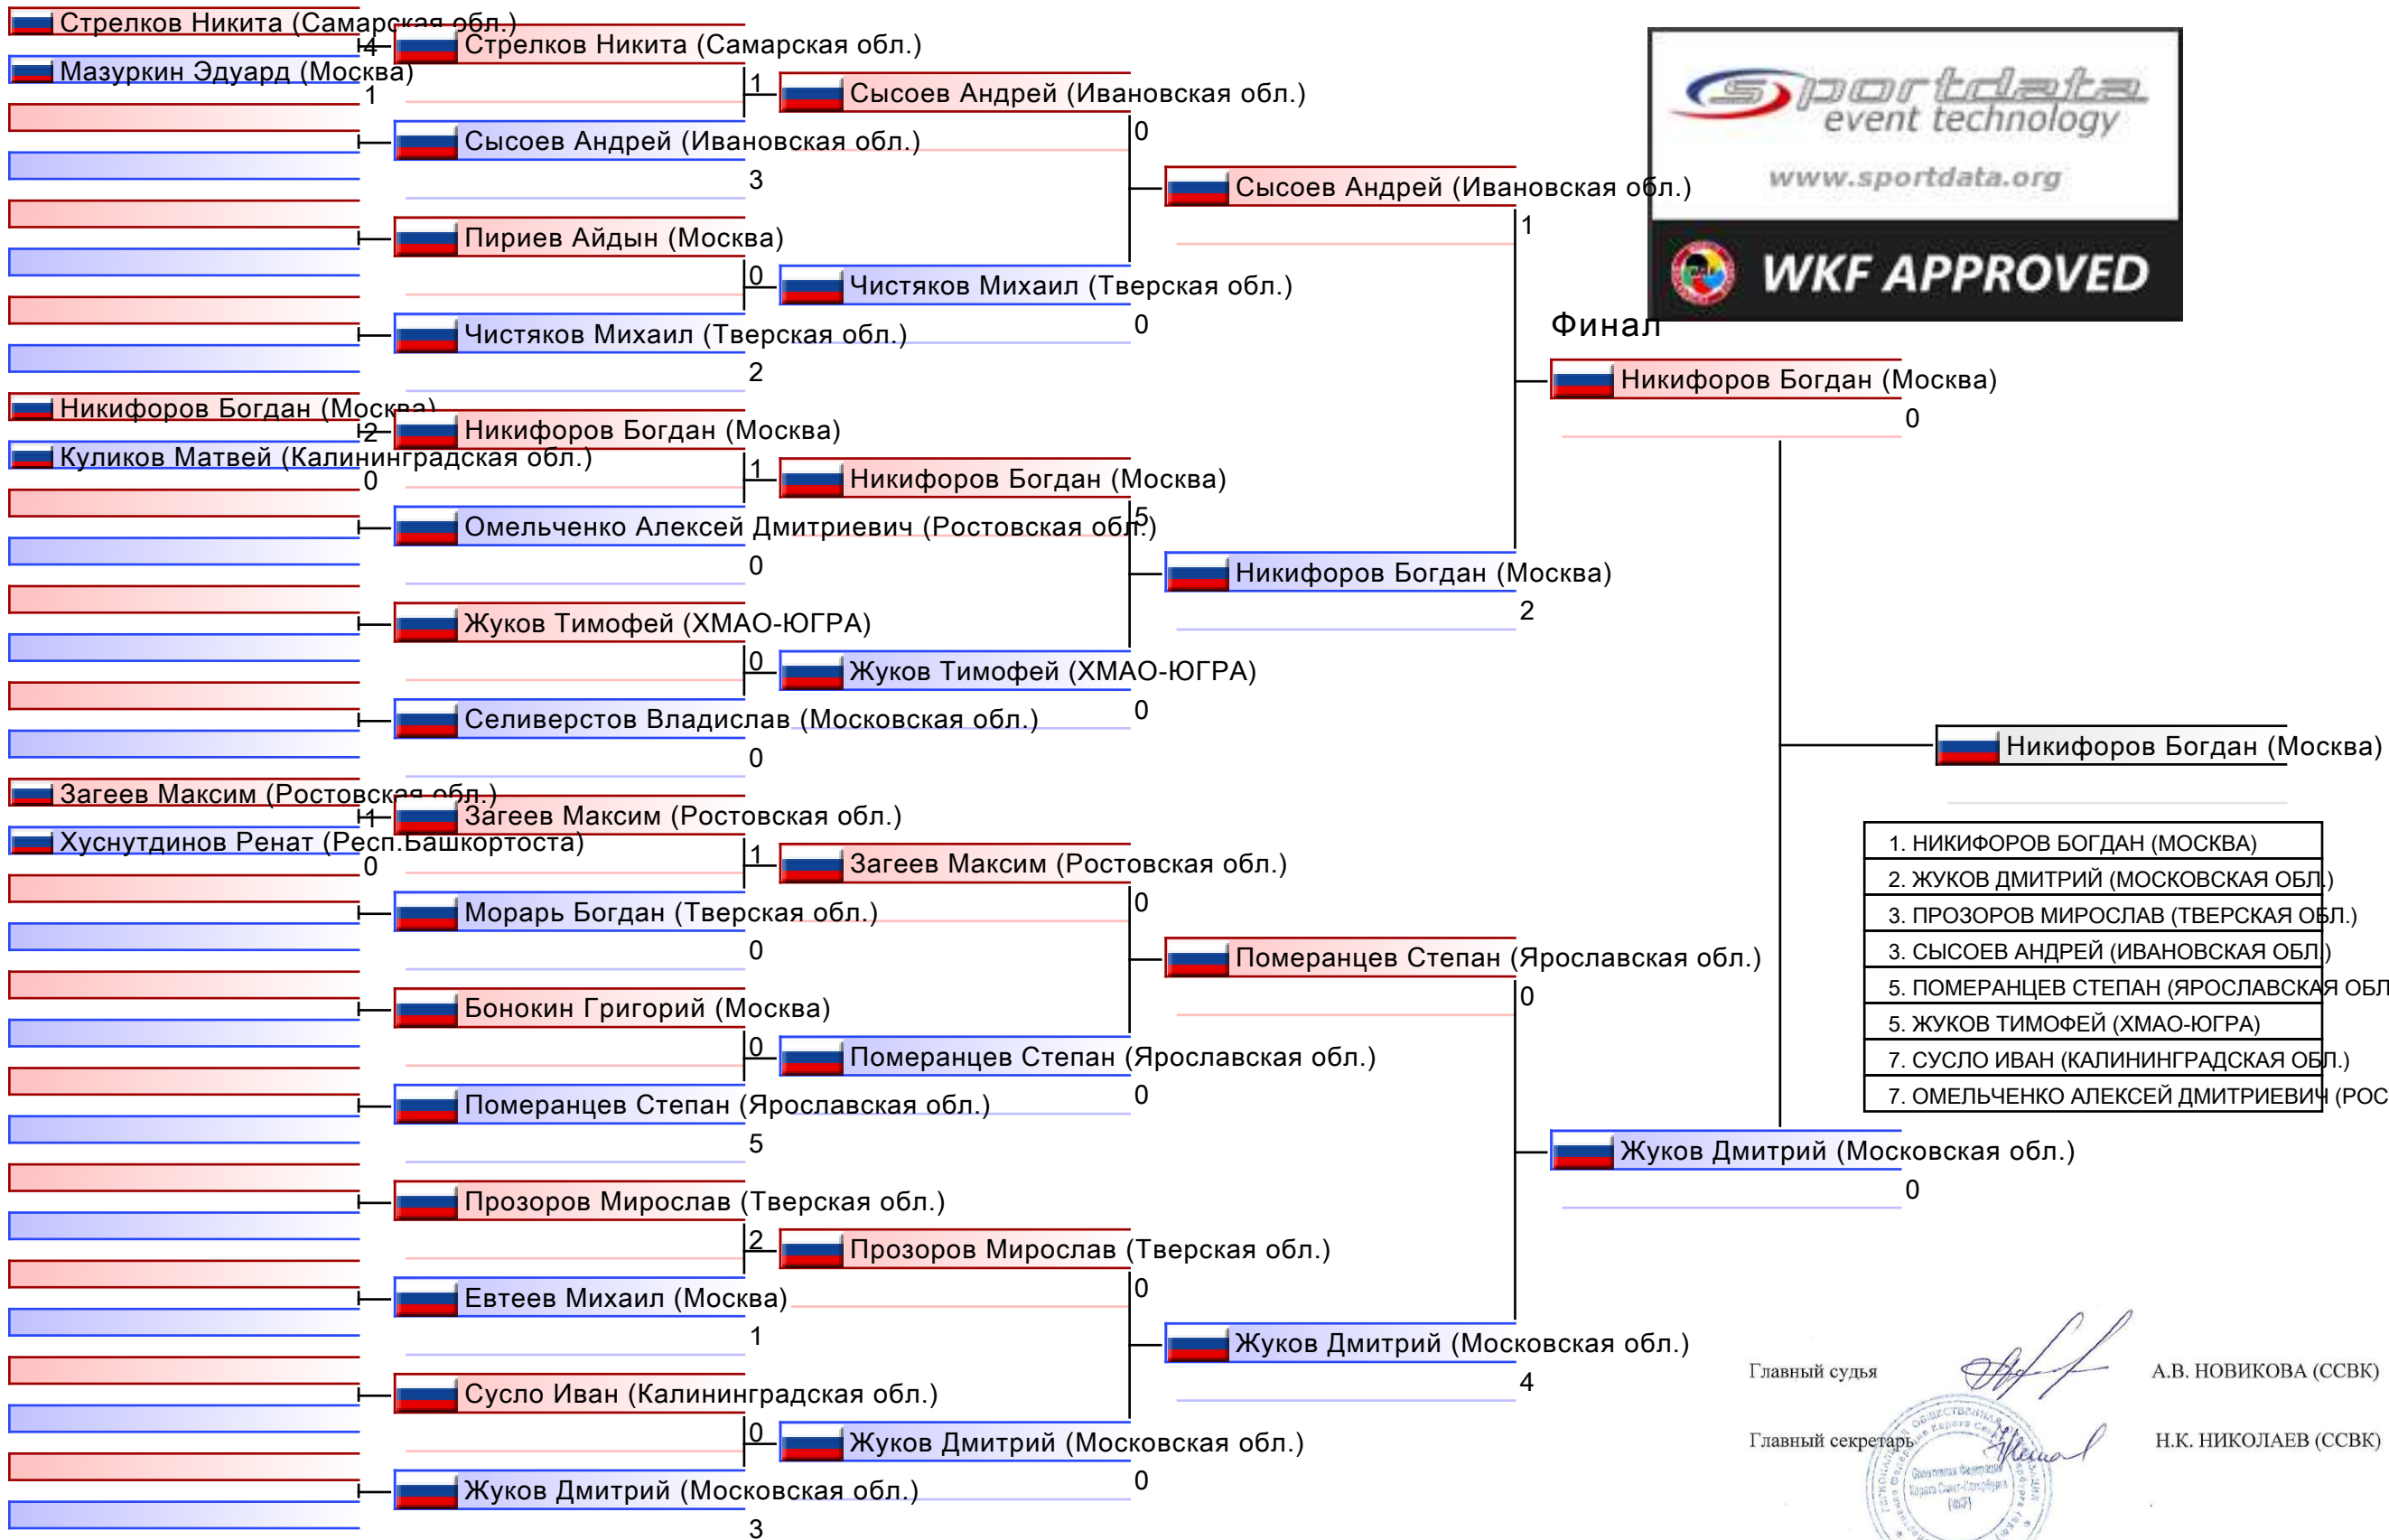 Стрелков Никита (Самарская обл.)
4
Мазуркин Эдуард (Москва)
1
Никифоров Богдан (Москва)
2
Куликов Матвей (Калининградская обл.)
0
Загеев Максим (Ростовская обл.)
1
Хуснутдинов Ренат (Респ.Башкортоста)
0
Стрелков Никита (Самарская обл.)
1
Сысоев Андрей (Ивановская обл.)
3
Пириев Айдын (Москва)
0
Чистяков Михаил (Тверская обл.)
2
Никифоров Богдан (Москва)
1
Омельченко Алексей Дмитриевич (Ростовская обл.)
0
Жуков Тимофей (ХМАО-ЮГРА)
0
Селиверстов Владислав (Московская обл.)
0
Загеев Максим (Ростовская обл.)
1
Морарь Богдан (Тверская обл.)
0
Бонокин Григорий (Москва)
0
Померанцев Степан (Ярославская обл.)
5
Прозоров Мирослав (Тверская обл.)
2
Евтеев Михаил (Москва)
1
Сусло Иван (Калининградская обл.)
0
Жуков Дмитрий (Московская обл.)
3
Сысоев Андрей (Ивановская обл.)
0
Чистяков Михаил (Тверская обл.)
0
Никифоров Богдан (Москва)
5
Жуков Тимофей (ХМАО-ЮГРА)
0
Загеев Максим (Ростовская обл.)
0
Померанцев Степан (Ярославская обл.)
0
Прозоров Мирослав (Тверская обл.)
0
Жуков Дмитрий (Московская обл.)
0
Сысоев Андрей (Ивановская обл.)
1
Никифоров Богдан (Москва)
2
Померанцев Степан (Ярославская обл.)
0
Жуков Дмитрий (Московская обл.)
4
sportdata
event technology
www.sportdata.org
WKF APPROVED
Финал
Никифоров Богдан (Москва)
0
Жуков Дмитрий (Московская обл.)
0
Никифоров Богдан (Москва)
1. НИКИФОРОВ БОГДАН (МОСКВА)
2. ЖУКОВ ДМИТРИЙ (МОСКОВСКАЯ ОБЛ.)
3. ПРОЗОРОВ МИРОСЛАВ (ТВЕРСКАЯ ОБЛ.)
3. СЫСОЕВ АНДРЕЙ (ИВАНОВСКАЯ ОБЛ.)
5. ПОМЕРАНЦЕВ СТЕПАН (ЯРОСЛАВСКАЯ ОБЛ
5. ЖУКОВ ТИМОФЕЙ (ХМАО-ЮГРА)
7. СУСЛО ИВАН (КАЛИНИНГРАДСКАЯ ОБЛ.)
7. ОМЕЛЬЧЕНКО АЛЕКСЕЙ ДМИТРИЕВИЧ (РОС
Главный судья А.В. НОВИКОВА (ССВК)
Главный секретарь Н.К. НИКОЛАЕВ (ССВК)